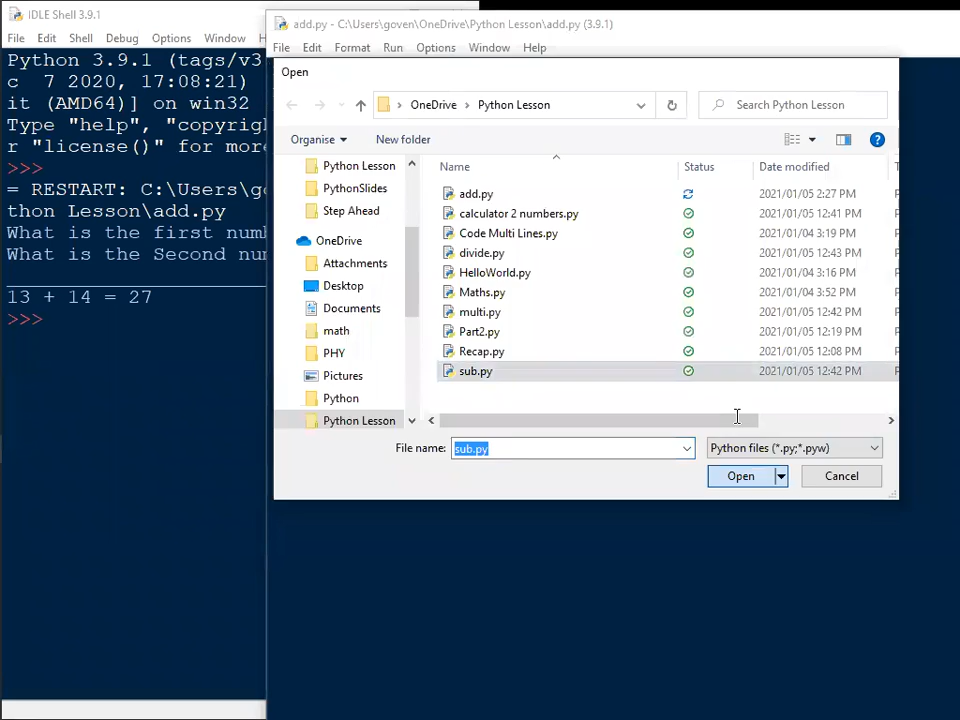 IDLE Shell 3.9.1
File Edit Shell Debug Options Window H
Python 3.9.1 (tags/v3
c 7 2020, 17:08:21)
it (AMD64)] on win32
Type "help", "copyrig
r "license()" for more
>>>
= RESTART: C:\Users\go
thon Lesson\add.py
What is the first num
What is the Second num
13 + 14 = 27
>>>
add.py - C:\Users\goven\OneDrive\Python Lesson\add.py (3.9.1)
File Edit Format Run Options Window Help
Open
OneDrive > Python Lesson
Search Python Lesson
Organise New folder
Python Lesson
PythonSlides
Step Ahead
OneDrive
Attachments
Desktop
Documents
math
PHY
Pictures
Python
Python Lesson
Name Status Date modified
add.py 2021/01/05 2:27 PM
calculator 2 numbers.py 2021/01/05 12:41 PM
Code Multi Lines.py 2021/01/04 3:19 PM
divide.py 2021/01/05 12:43 PM
HelloWorld.py 2021/01/04 3:16 PM
Maths.py 2021/01/04 3:52 PM
multi.py 2021/01/05 12:42 PM
Part2.py 2021/01/05 12:19 PM
Recap.py 2021/01/05 12:08 PM
sub.py 2021/01/05 12:42 PM
File name: sub.py Python files (*.py;*.pyw)
Open Cancel